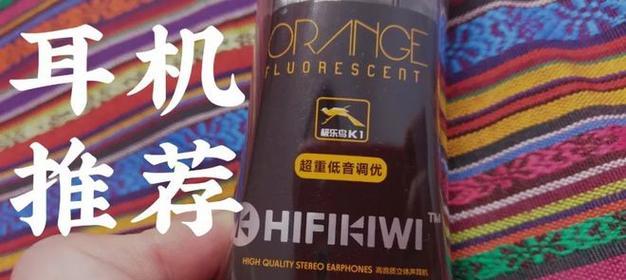 耳机
推荐
ORANGE
FLUORESCENT
极乐鸟K1
超重低音调优
HIFIKIWI™
HIGH QUALITY STEREO EARPHONES 高音质立体声耳机